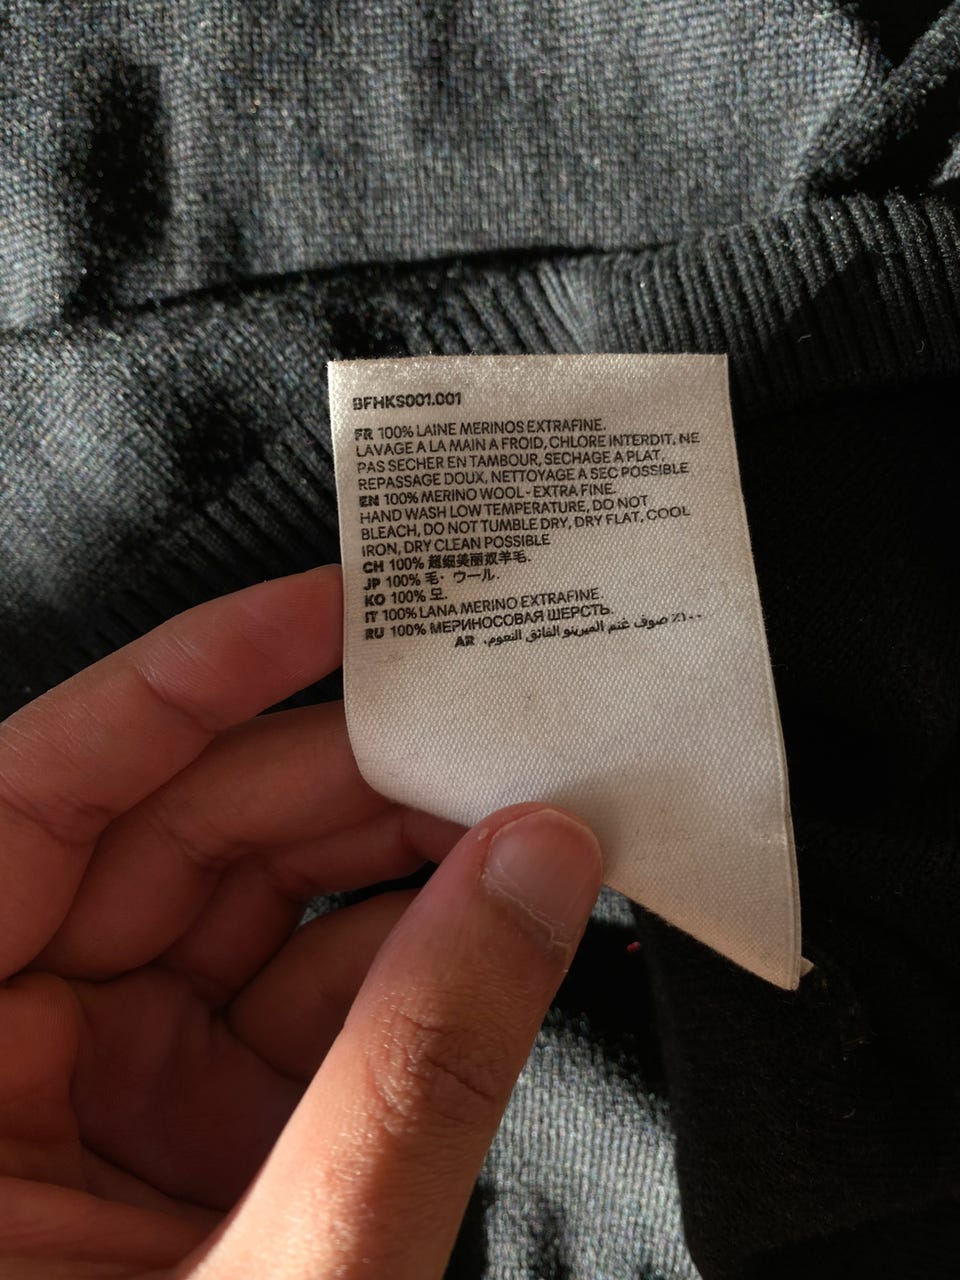 BFHKS001.001
FR 100% LAINE MERINOS EXTRAFINE.
LAVAGE A LA MAIN A FROID, CHLORE INTERDIT, NE
PAS SECHER EN TAMBOUR, SECHAGE A PLAT,
REPASSAGE DOUX, NETTOYAGE A SEC POSSIBLE
EN 100% MERINO WOOL - EXTRA FINE.
HAND WASH LOW TEMPERATURE, DO NOT
BLEACH, DO NOT TUMBLE DRY, DRY FLAT, COOL
IRON, DRY CLEAN POSSIBLE
CH 100% 超细美丽奴羊毛.
JP 100% 毛・ウール.
KO 100% 모.
IT 100% LANA MERINO EXTRAFINE.
RU 100% МЕРИНОСОВАЯ ШЕРСТЬ.
AR ١٠٠٪ صوف غنم الميرينو الفائق النعوم.